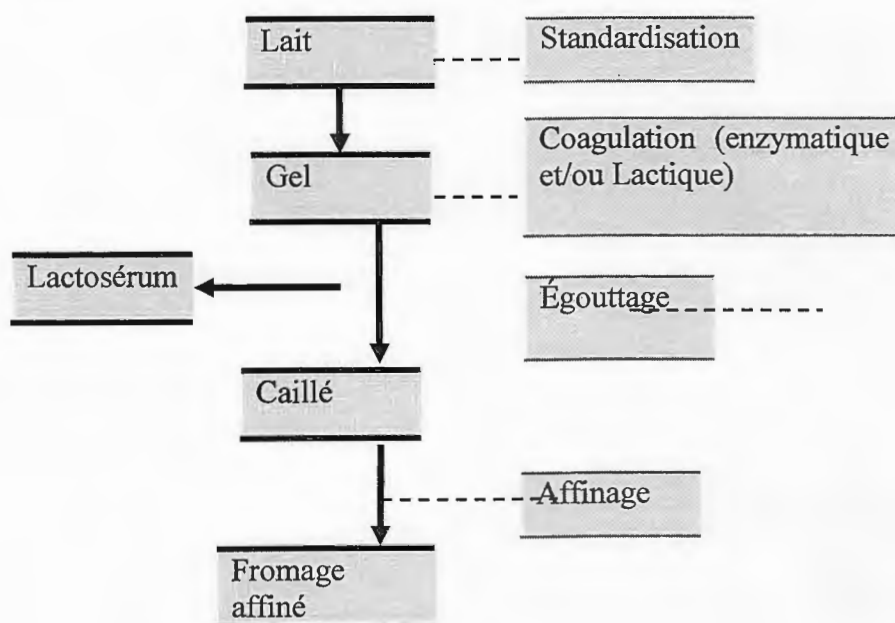 Lait
Standardisation
Coagulation (enzymatique
et/ou Lactique)
Gel
Lactosérum
Égouttage
Caillé
Affinage
Fromage
affiné